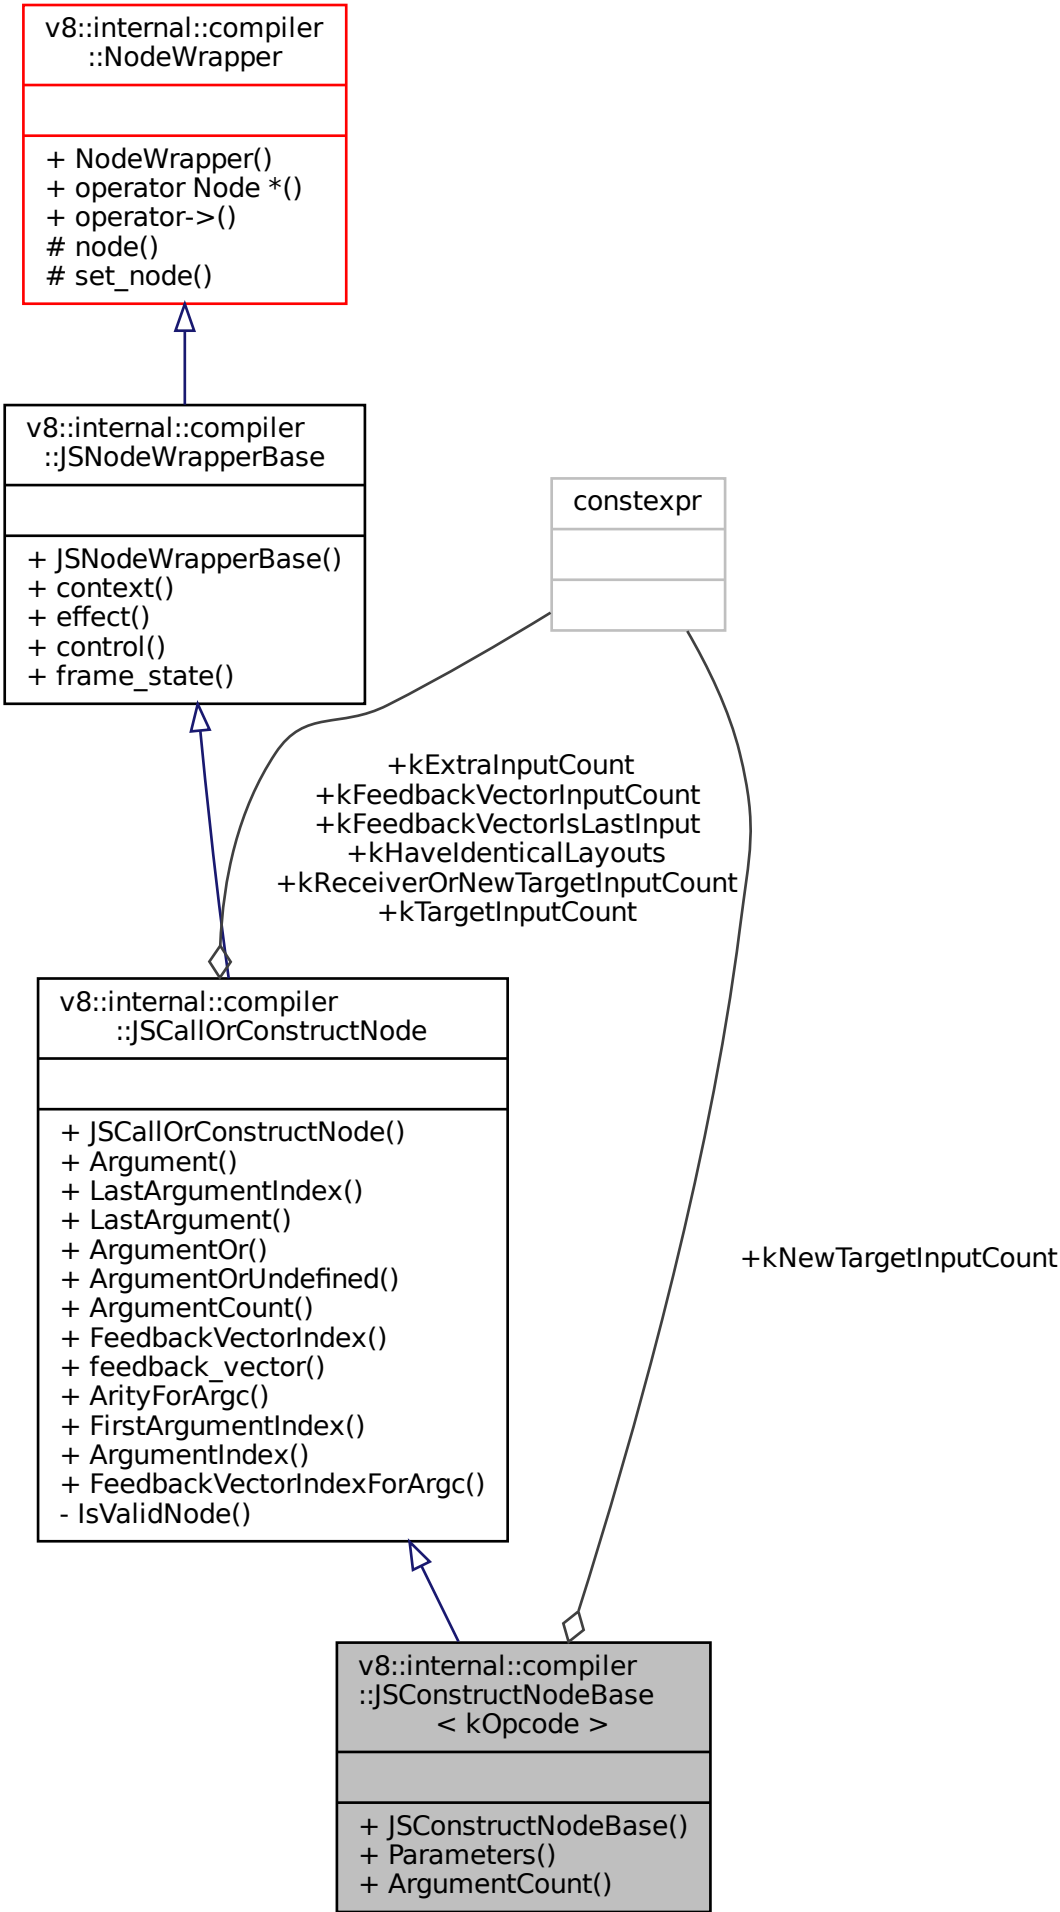 v8::internal::compiler
::NodeWrapper
+ NodeWrapper()
+ operator Node *()
+ operator->()
# node()
# set_node()
v8::internal::compiler
::JSNodeWrapperBase
+ JSNodeWrapperBase()
+ context()
+ effect()
+ control()
+ frame_state()
constexpr
+kExtraInputCount
+kFeedbackVectorInputCount
+kFeedbackVectorIsLastInput
+kHaveIdenticalLayouts
+kReceiverOrNewTargetInputCount
+kTargetInputCount
v8::internal::compiler
::JSCallOrConstructNode
+ JSCallOrConstructNode()
+ Argument()
+ LastArgumentIndex()
+ LastArgument()
+ ArgumentOr()
+ ArgumentOrUndefined()
+ ArgumentCount()
+ FeedbackVectorIndex()
+ feedback_vector()
+ ArityForArgc()
+ FirstArgumentIndex()
+ ArgumentIndex()
+ FeedbackVectorIndexForArgc()
- IsValidNode()
+kNewTargetInputCount
v8::internal::compiler
::JSConstructNodeBase
< kOpcode >
+ JSConstructNodeBase()
+ Parameters()
+ ArgumentCount()